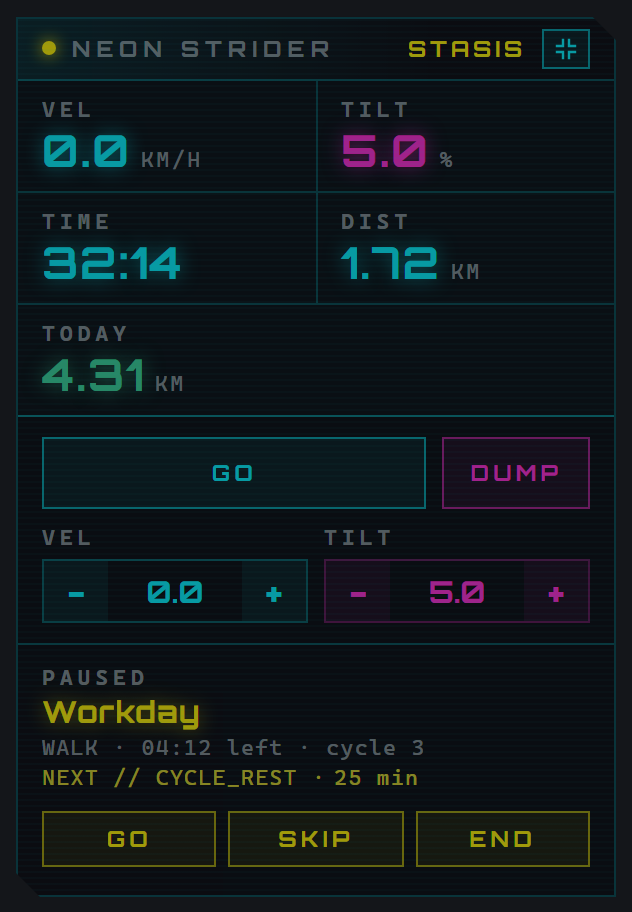 NEON STRIDER STASIS
VEL TILT
0.0 KM/H 5.0 %
TIME DIST
32:14 1.72 KM
TODAY
4.31 KM
GO DUMP
VEL TILT
- 0.0 + - 5.0 +
PAUSED
Workday
WALK · 04:12 left · cycle 3
NEXT // CYCLE_REST · 25 min
GO SKIP END